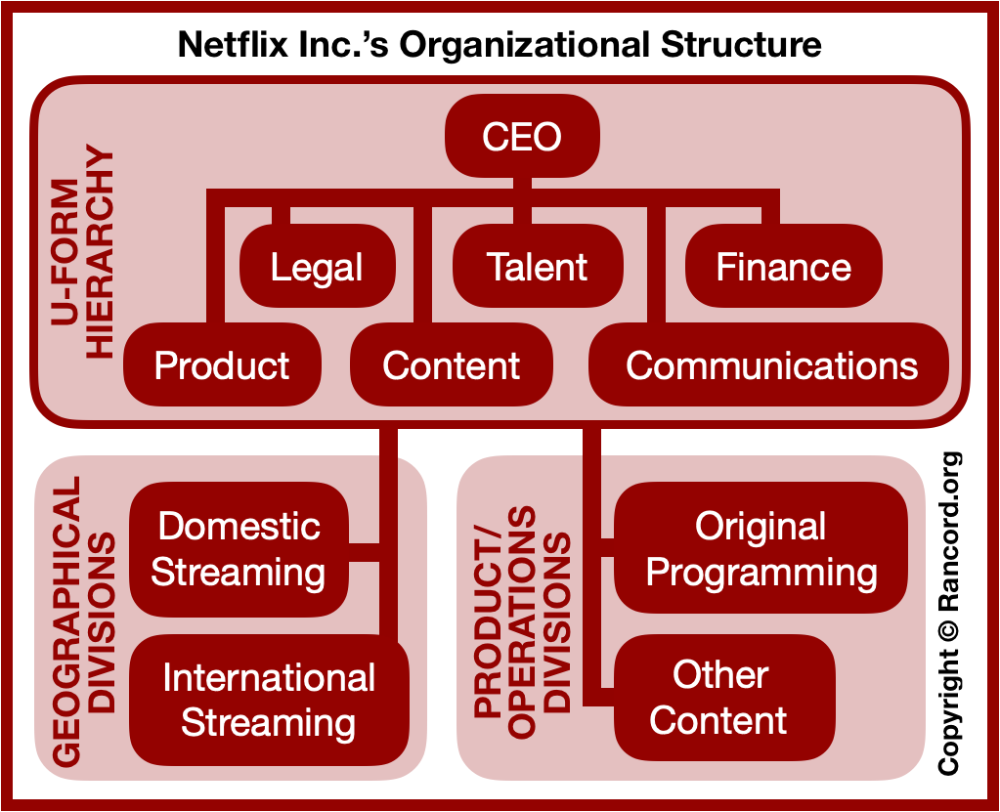 Netflix Inc.’s Organizational Structure
U-FORM
HIERARCHY
CEO
Legal
Talent
Finance
Product
Content
Communications
GEOGRAPHICAL
DIVISIONS
Domestic
Streaming
International
Streaming
PRODUCT/
OPERATIONS
DIVISIONS
Original
Programming
Other
Content
Copyright © Rancord.org